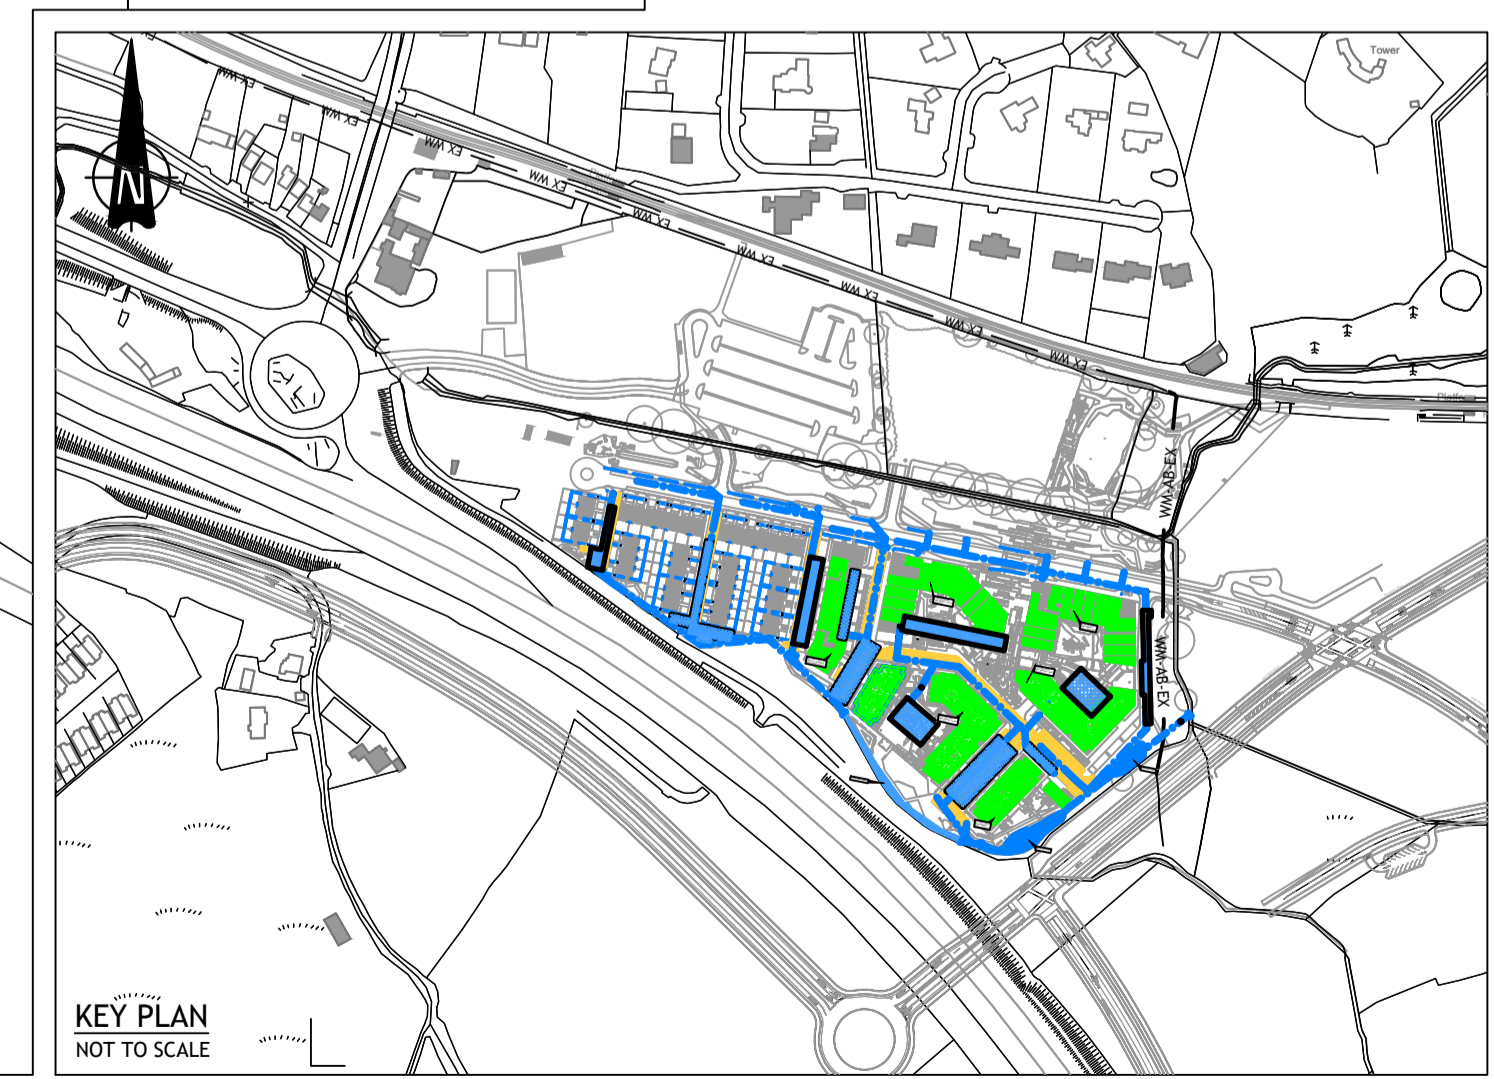 Tower
EX WM
EX WM
EX WM
EX WM
EX WM
EX WM
EX WM
EX WM
EX WM
N
Platform
WM-AB-EX
WM-AB-EX
KEY PLAN
NOT TO SCALE